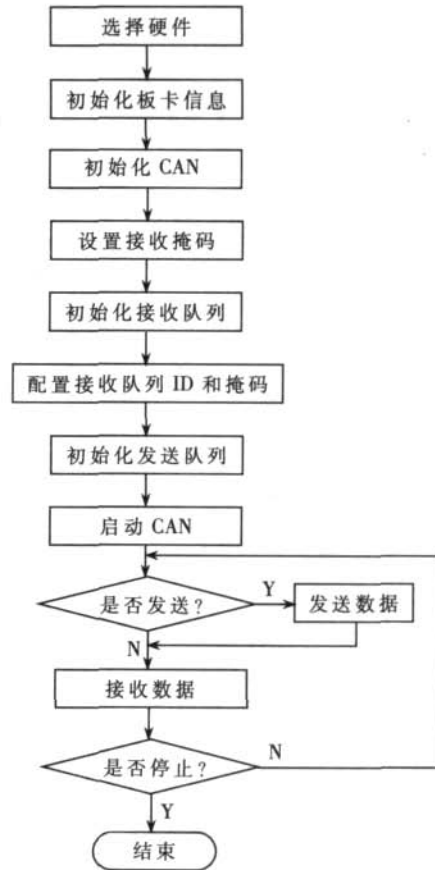 选择硬件
初始化板卡信息
初始化 CAN
设置接收掩码
初始化接收队列
配置接收队列 ID 和掩码
初始化发送队列
启动 CAN
是否发送?
Y
发送数据
N
接收数据
是否停止?
N
Y
结束